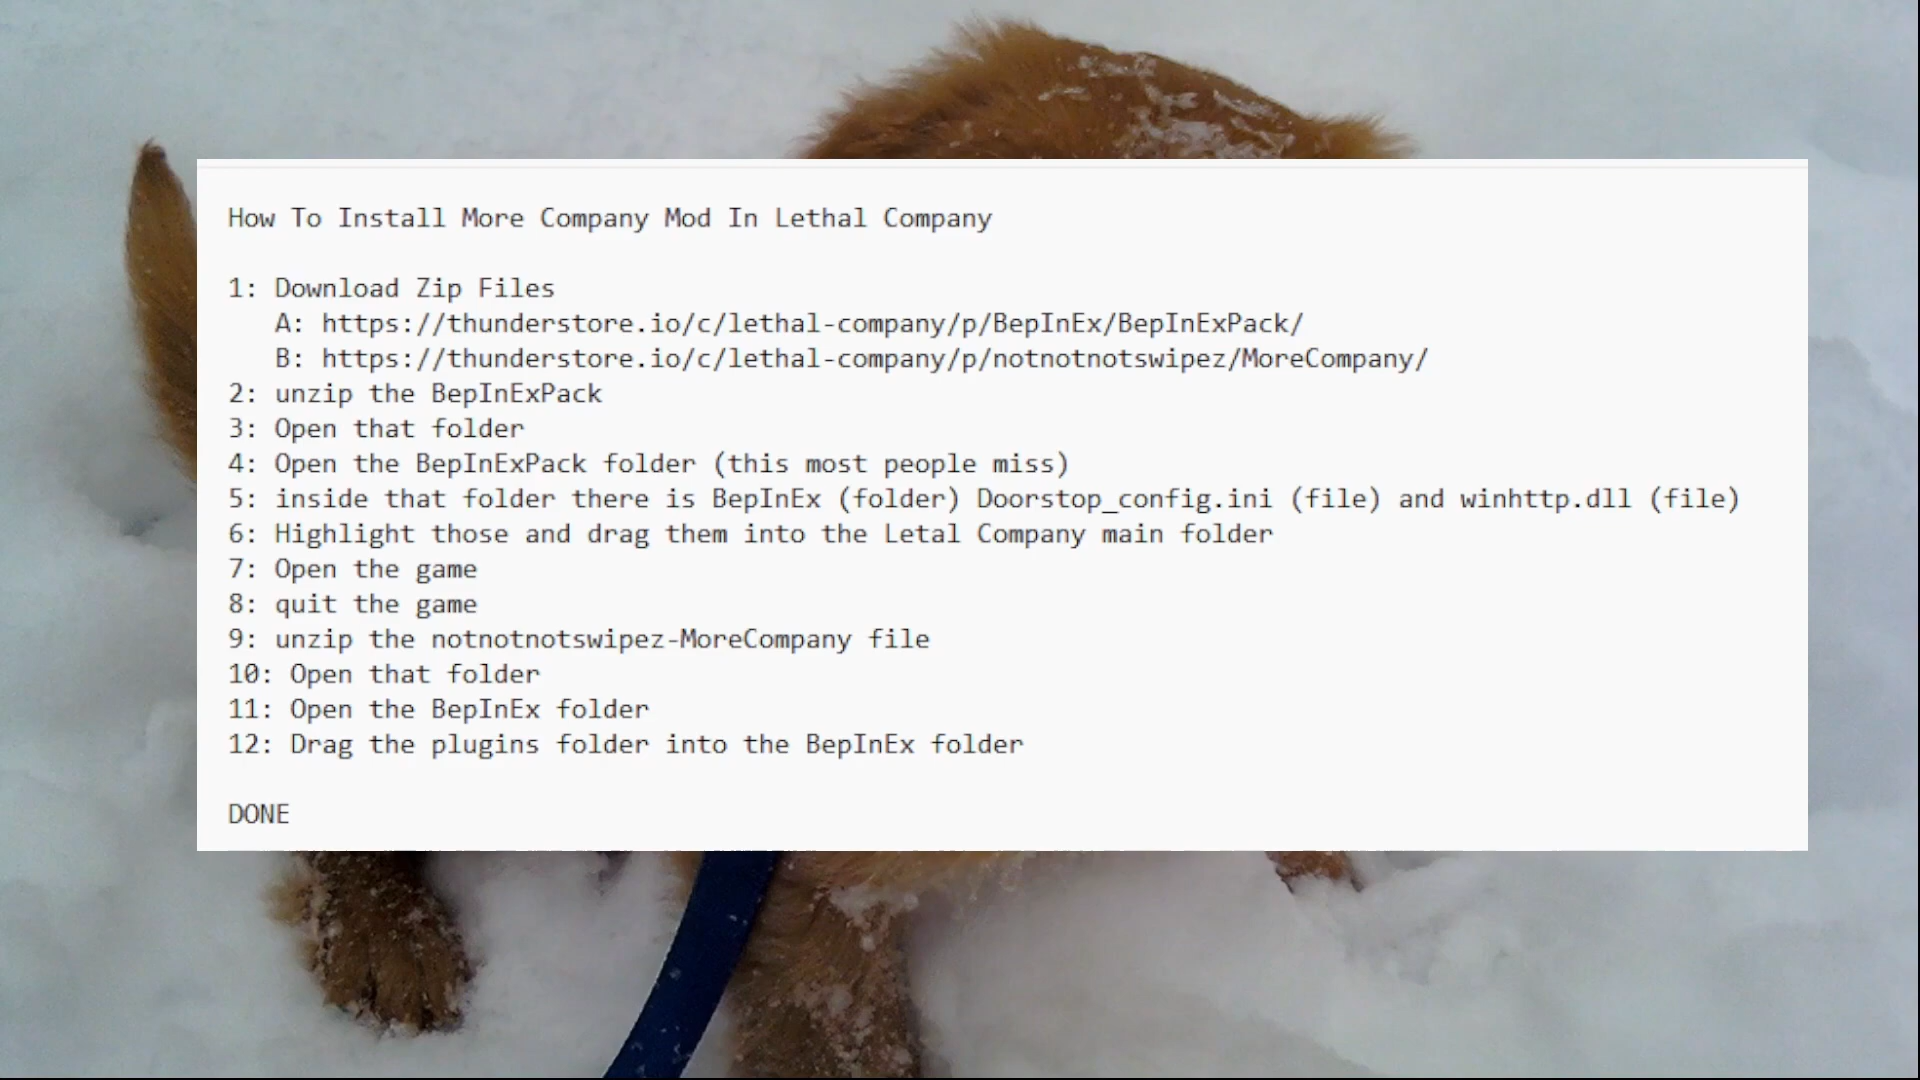 How To Install More Company Mod In Lethal Company
1: Download Zip Files
A: https://thunderstore.io/c/lethal-company/p/BepInEx/BepInExPack/
B: https://thunderstore.io/c/lethal-company/p/notnotnotswipez/MoreCompany/
2: unzip the BepInExPack
3: Open that folder
4: Open the BepInExPack folder (this most people miss)
5: inside that folder there is BepInEx (folder) Doorstop_config.ini (file) and winhttp.dll (file)
6: Highlight those and drag them into the Letal Company main folder
7: Open the game
8: quit the game
9: unzip the notnotnotswipez-MoreCompany file
10: Open that folder
11: Open the BepInEx folder
12: Drag the plugins folder into the BepInEx folder
DONE